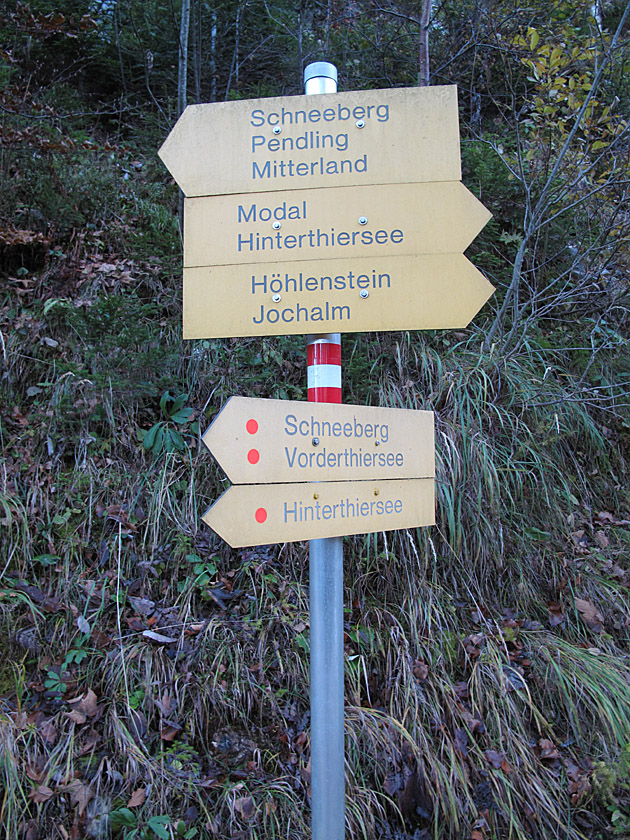 Schneeberg
Pendling
Mitterland
Modal
Hinterthiersee
Höhlenstein
Jochalm
Schneeberg
Vorderthiersee
Hinterthiersee